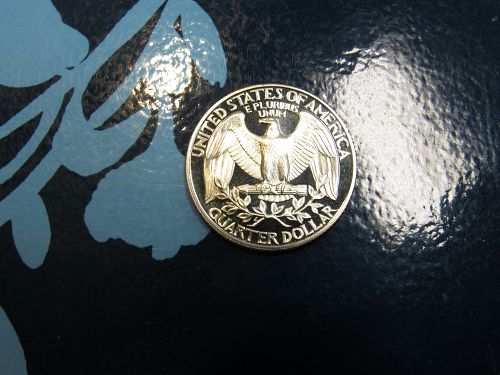 UNITED STATES OF AMERICA
E PLURIBUS
UNUM
QUARTER DOLLAR